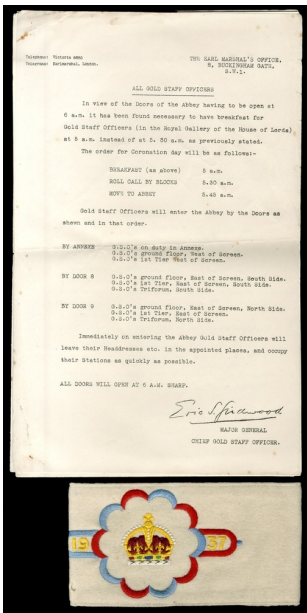 Telephone: Victoria
Telegrams: Earlmarshal, London.
THE EARL MARSHAL'S OFFICE,
5, BUCKINGHAM GATE,
S.W.1.
ALL GOLD STAFF OFFICERS
In view of the Doors of the Abbey having to be open at
6 a.m. it has been found necessary to have breakfast for
Gold Staff Officers (in the Royal Gallery of the House of Lords)
at 5 a.m. instead of at 5. 30 a.m. as previously stated.
The order for Coronation day will be as follows:-
BREAKFAST (as above) 5 a.m.
ROLL CALL BY BLOCKS 5.30 a.m.
MOVE TO ABBEY 5.45 a.m.
Gold Staff Officers will enter the Abbey by the Doors as
shewn and in that order.
BY ANNEXE G.S.O's on duty in Annexe.
G.S.O's ground floor, West of Screen.
G.S.O's 1st Tier West of Screen.
BY DOOR 8 G.S.O's ground floor, East of Screen, South Side.
G.S.O's 1st Tier, East of Screen, South Side.
G.S.O's Triforum, South Side.
BY DOOR 9 G.S.O's ground floor, East of Screen, North Side.
G.S.O's 1st Tier, East of Screen.
G.S.O's Triforum, North Side.
Immediately on entering the Abbey Gold Staff Officers will
leave their Headdresses etc. in the appointed places, and occupy
their Stations as quickly as possible.
ALL DOORS WILL OPEN AT 6 A.M. SHARP.
Eric S. Girdwood
MAJOR GENERAL
CHIEF GOLD STAFF OFFICER.
19 37